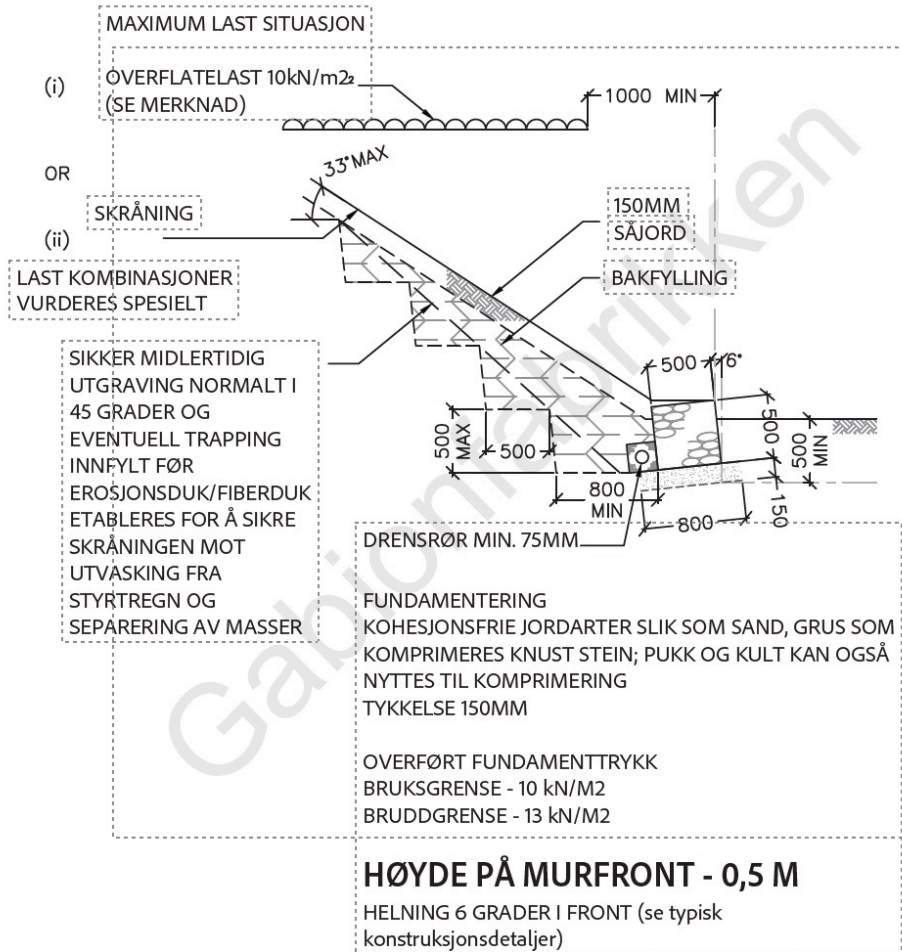 MAXIMUM LAST SITUASJON
(i)
OVERFLATELAST 10kN/m2₂
(SE MERKNAD)
1000 MIN
OR
33°MAX
SKRÅNING
(ii)
150MM
SÅJORD
LAST KOMBINASJONER
VURDERES SPESIELT
BAKFYLLING
SIKKER MIDLERTIDIG
UTGRAVING NORMALT I
45 GRADER OG
EVENTUELL TRAPPING
INNFYLT FØR
EROSJONSDUK/FIBERDUK
ETABLERES FOR Å SIKRE
SKRÅNINGEN MOT
UTVASKING FRA
STYRTREGN OG
SEPARERING AV MASSER
500
6°
500
500
MIN
150
500
MAX
500
800
MIN
800
DRENSRØR MIN. 75MM
FUNDAMENTERING
KOHESJONSFRIE JORDARTER SLIK SOM SAND, GRUS SOM
KOMPRIMERES KNUST STEIN; PUKK OG KULT KAN OGSÅ
NYTTES TIL KOMPRIMERING
TYKKELSE 150MM
OVERFØRT FUNDAMENTTRYKK
BRUKSGRENSE - 10 kN/M2
BRUDDGRENSE - 13 kN/M2
HØYDE PÅ MURFRONT - 0,5 M
HELNING 6 GRADER I FRONT (se typisk
konstruksjonsdetaljer)
Gabionfabrikken